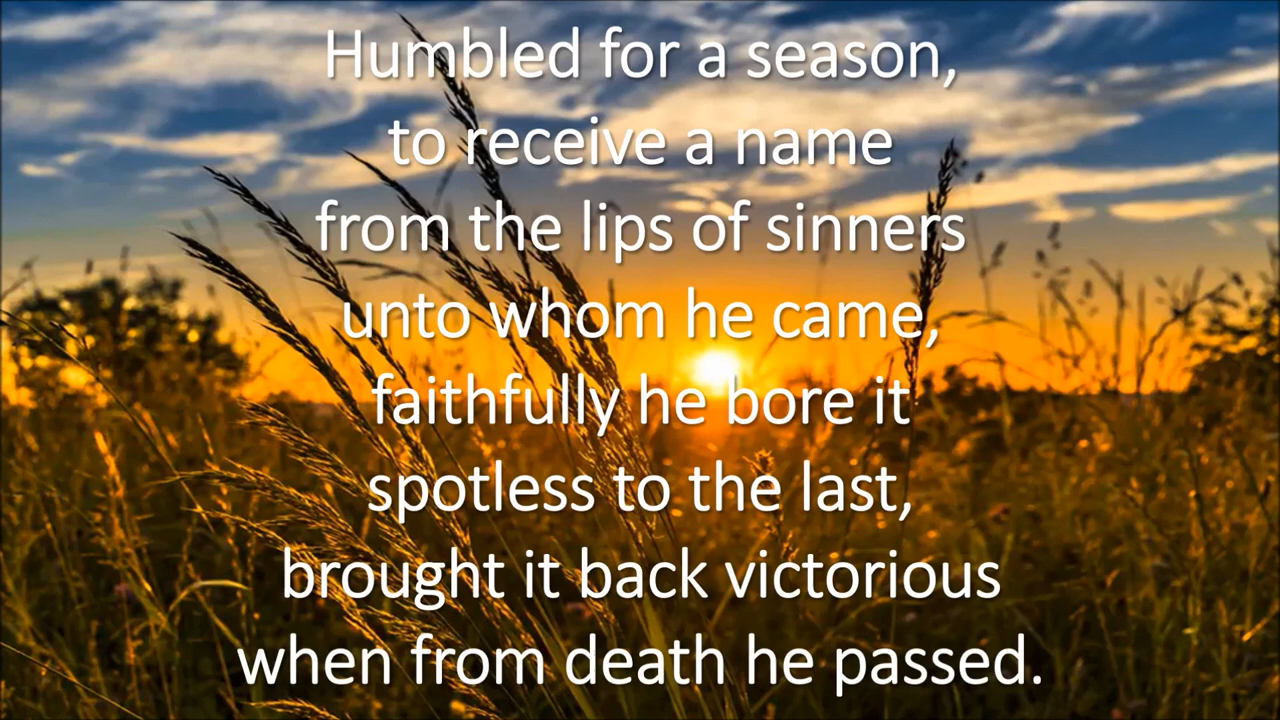 Humbled for a season,
to receive a name
from the lips of sinners
unto whom he came,
faithfully he bore it
spotless to the last,
brought it back victorious
when from death he passed.